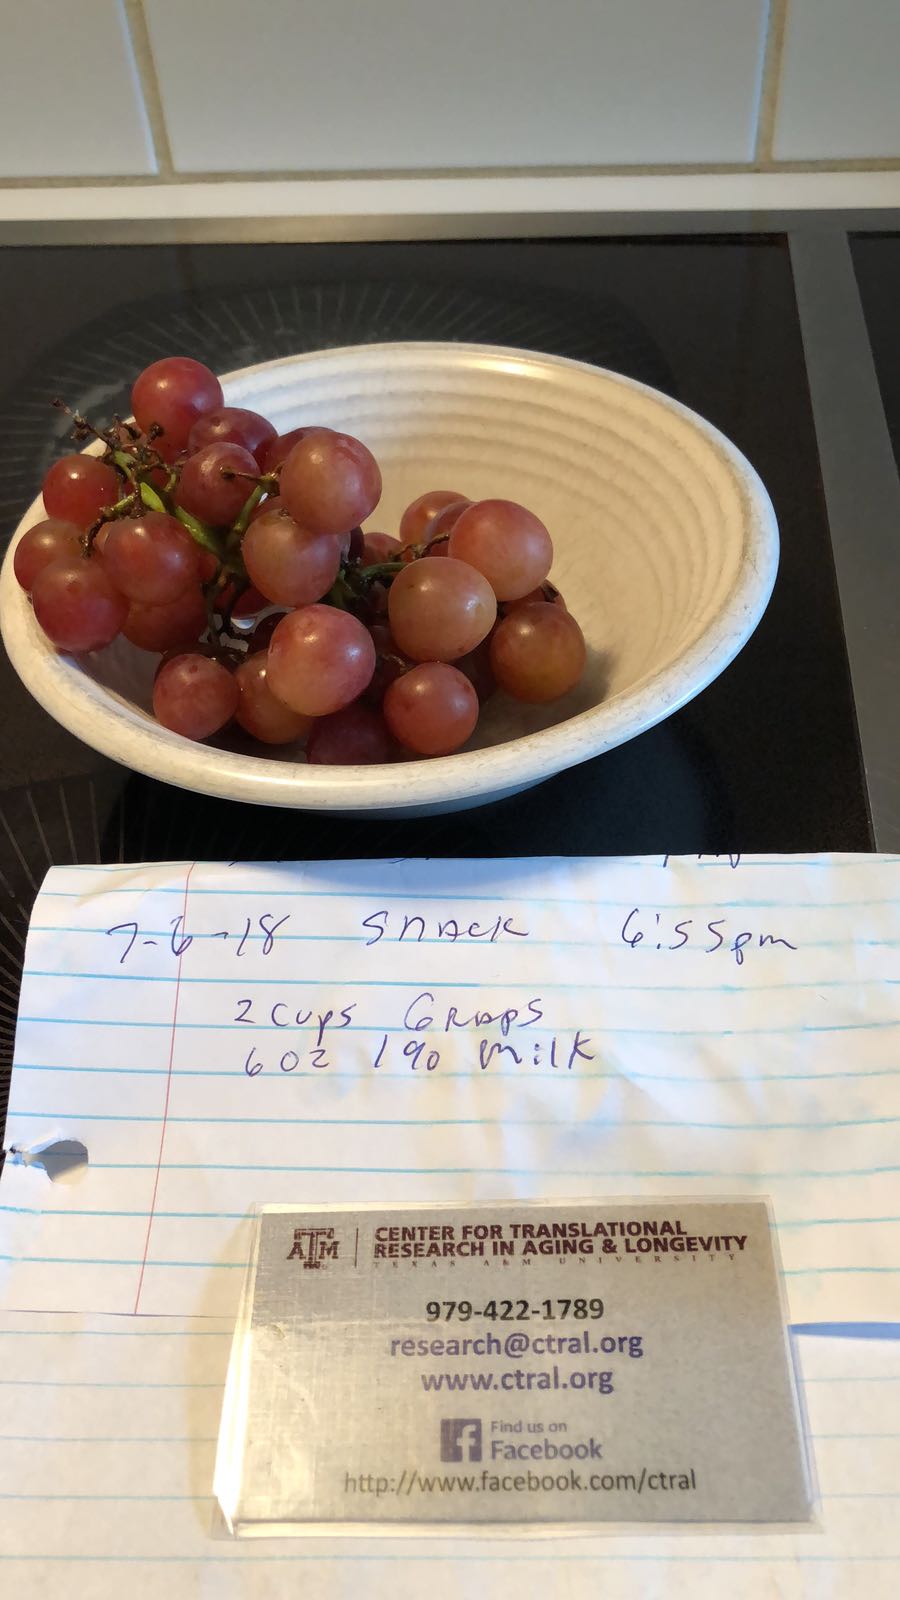 7-6-18 SNACK 6:55pm
2 Cups GRAPS
6 oz 1% Milk
ATM
CENTER FOR TRANSLATIONAL
RESEARCH IN AGING & LONGEVITY
TEXAS A&M UNIVERSITY
979-422-1789
research@ctral.org
www.ctral.org
f Find us on
Facebook
http://www.facebook.com/ctral